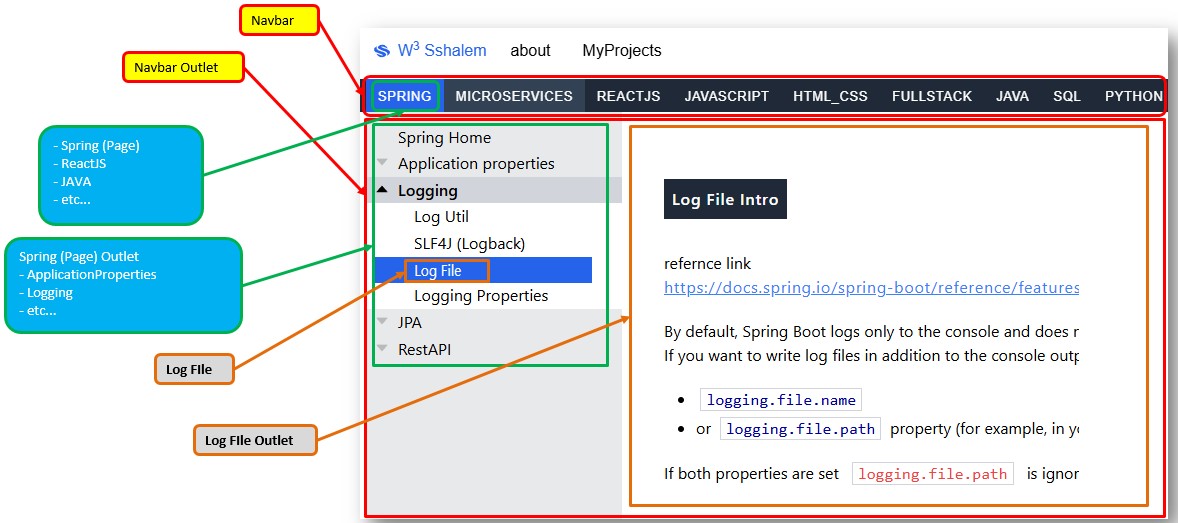 Navbar
Navbar Outlet
W3 Sshalem about MyProjects
SPRING MICROSERVICES REACTJS JAVASCRIPT HTML_CSS FULLSTACK JAVA SQL PYTHON
- Spring (Page)
- ReactJS
- JAVA
- etc...
Spring (Page) Outlet
- ApplicationProperties
- Logging
- etc...
Log FIle
Log FIle Outlet
Spring Home
Application properties
Logging
Log Util
SLF4J (Logback)
Log File
Logging Properties
JPA
RestAPI
Log File Intro
refernce link
https://docs.spring.io/spring-boot/reference/features
By default, Spring Boot logs only to the console and does r
If you want to write log files in addition to the console outp
• logging.file.name
• or logging.file.path property (for example, in yo
If both properties are set logging.file.path is ignor